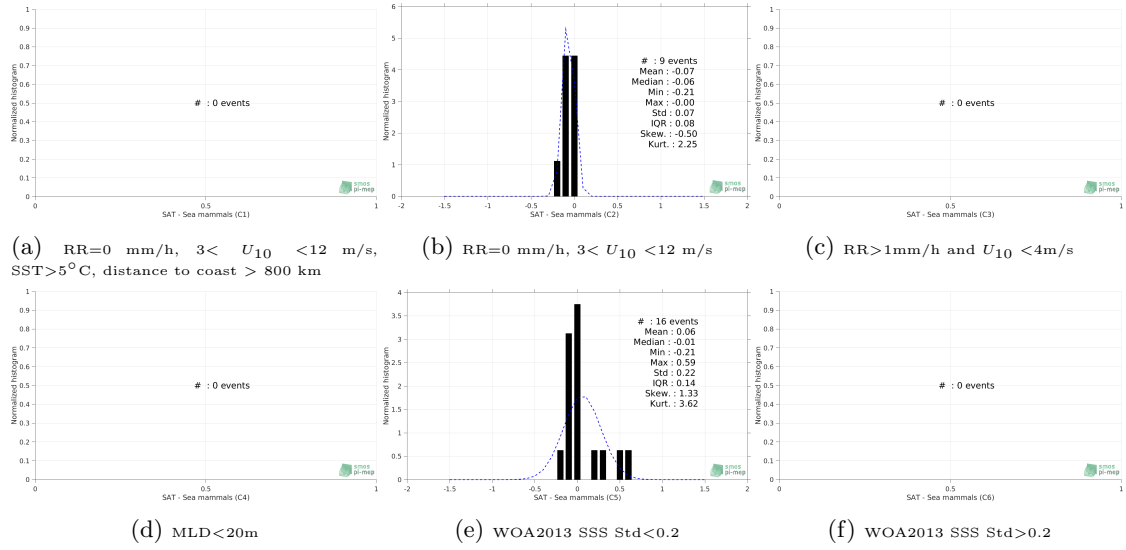 1
0.9
0.8
0.7
0.6
0.5
0.4
0.3
0.2
0.1
0
Normalized histogram
# : 0 events
smos
pi-mep
0 0.5 1
SAT - Sea mammals (C1)
6
5
4
3
2
1
0
Normalized histogram
# : 9 events
Mean : -0.07
Median : -0.06
Min : -0.21
Max : -0.00
Std : 0.07
IQR : 0.08
Skew. : -0.50
Kurt. : 2.25
smos
pi-mep
-2 -1.5 -1 -0.5 0 0.5 1 1.5 2
SAT - Sea mammals (C2)
1
0.9
0.8
0.7
0.6
0.5
0.4
0.3
0.2
0.1
0
Normalized histogram
# : 0 events
smos
pi-mep
0 0.5 1
SAT - Sea mammals (C3)
(a) RR=0 mm/h, 3< U10 <12 m/s,
SST>5°C, distance to coast > 800 km
(b) RR=0 mm/h, 3< U10 <12 m/s
(c) RR>1mm/h and U10 <4m/s
1
0.9
0.8
0.7
0.6
0.5
0.4
0.3
0.2
0.1
0
Normalized histogram
# : 0 events
smos
pi-mep
0 0.5 1
SAT - Sea mammals (C4)
4
3.5
3
2.5
2
1.5
1
0.5
0
Normalized histogram
# : 16 events
Mean : 0.06
Median : -0.01
Min : -0.21
Max : 0.59
Std : 0.22
IQR : 0.14
Skew. : 1.33
Kurt. : 3.62
smos
pi-mep
-2 -1.5 -1 -0.5 0 0.5 1 1.5 2
SAT - Sea mammals (C5)
1
0.9
0.8
0.7
0.6
0.5
0.4
0.3
0.2
0.1
0
Normalized histogram
# : 0 events
smos
pi-mep
0 0.5 1
SAT - Sea mammals (C6)
(d) MLD<20m
(e) WOA2013 SSS Std<0.2
(f) WOA2013 SSS Std>0.2